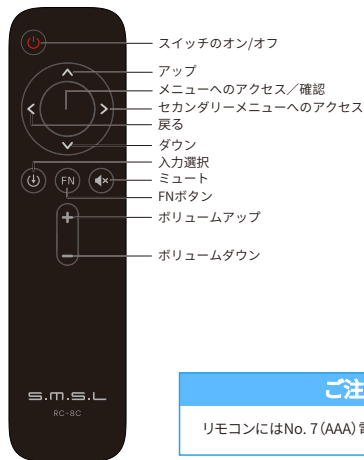 スイッチのオン/オフ
アップ
メニューへのアクセス／確認
セカンダリーメニューへのアクセス
戻る
ダウン
入力選択
ミュート
FN
FNボタン
ボリュームアップ
ボリュームダウン
S.M.S.L
RC-8C
ご注
リモコンにはNo. 7（AAA）